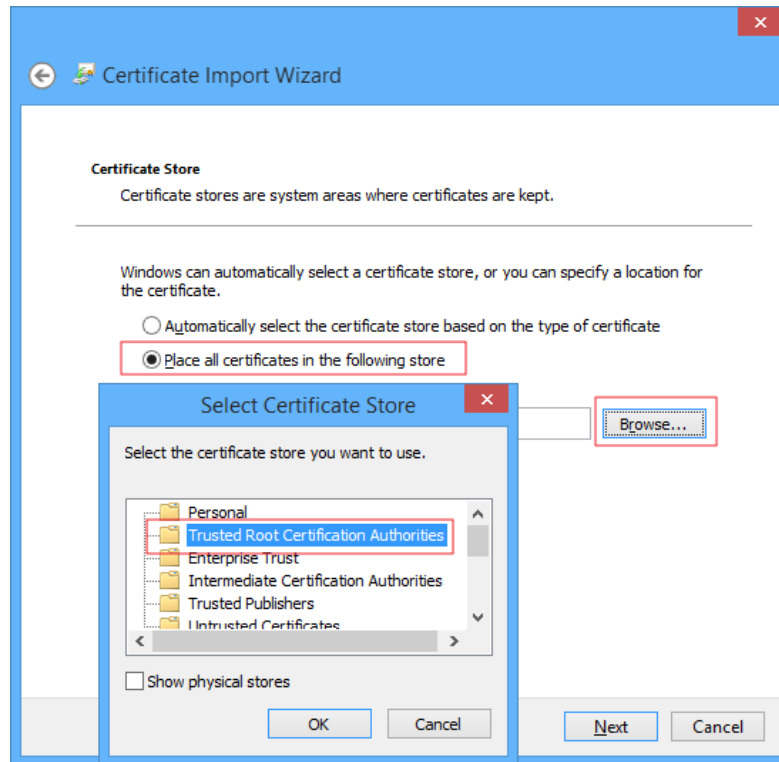 Certificate Import Wizard
Certificate Store
Certificate stores are system areas where certificates are kept.
Windows can automatically select a certificate store, or you can specify a location for
the certificate.
Automatically select the certificate store based on the type of certificate
Place all certificates in the following store
Browse...
Select Certificate Store
Select the certificate store you want to use.
Personal
Trusted Root Certification Authorities
Enterprise Trust
Intermediate Certification Authorities
Trusted Publishers
Untrusted Certificates
Show physical stores
OK Cancel
Next Cancel